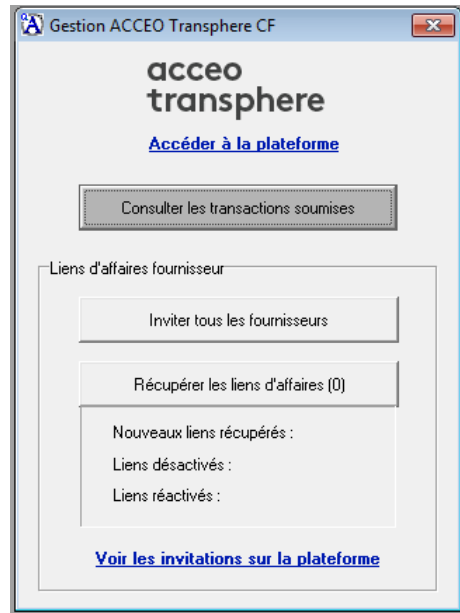 Gestion ACCEO Transphere CF
acceo
transphere
Accéder à la plateforme
Consulter les transactions soumises
Liens d'affaires fournisseur
Inviter tous les fournisseurs
Récupérer les liens d'affaires (0)
Nouveaux liens récupérés :
Liens désactivés :
Liens réactivés :
Voir les invitations sur la plateforme